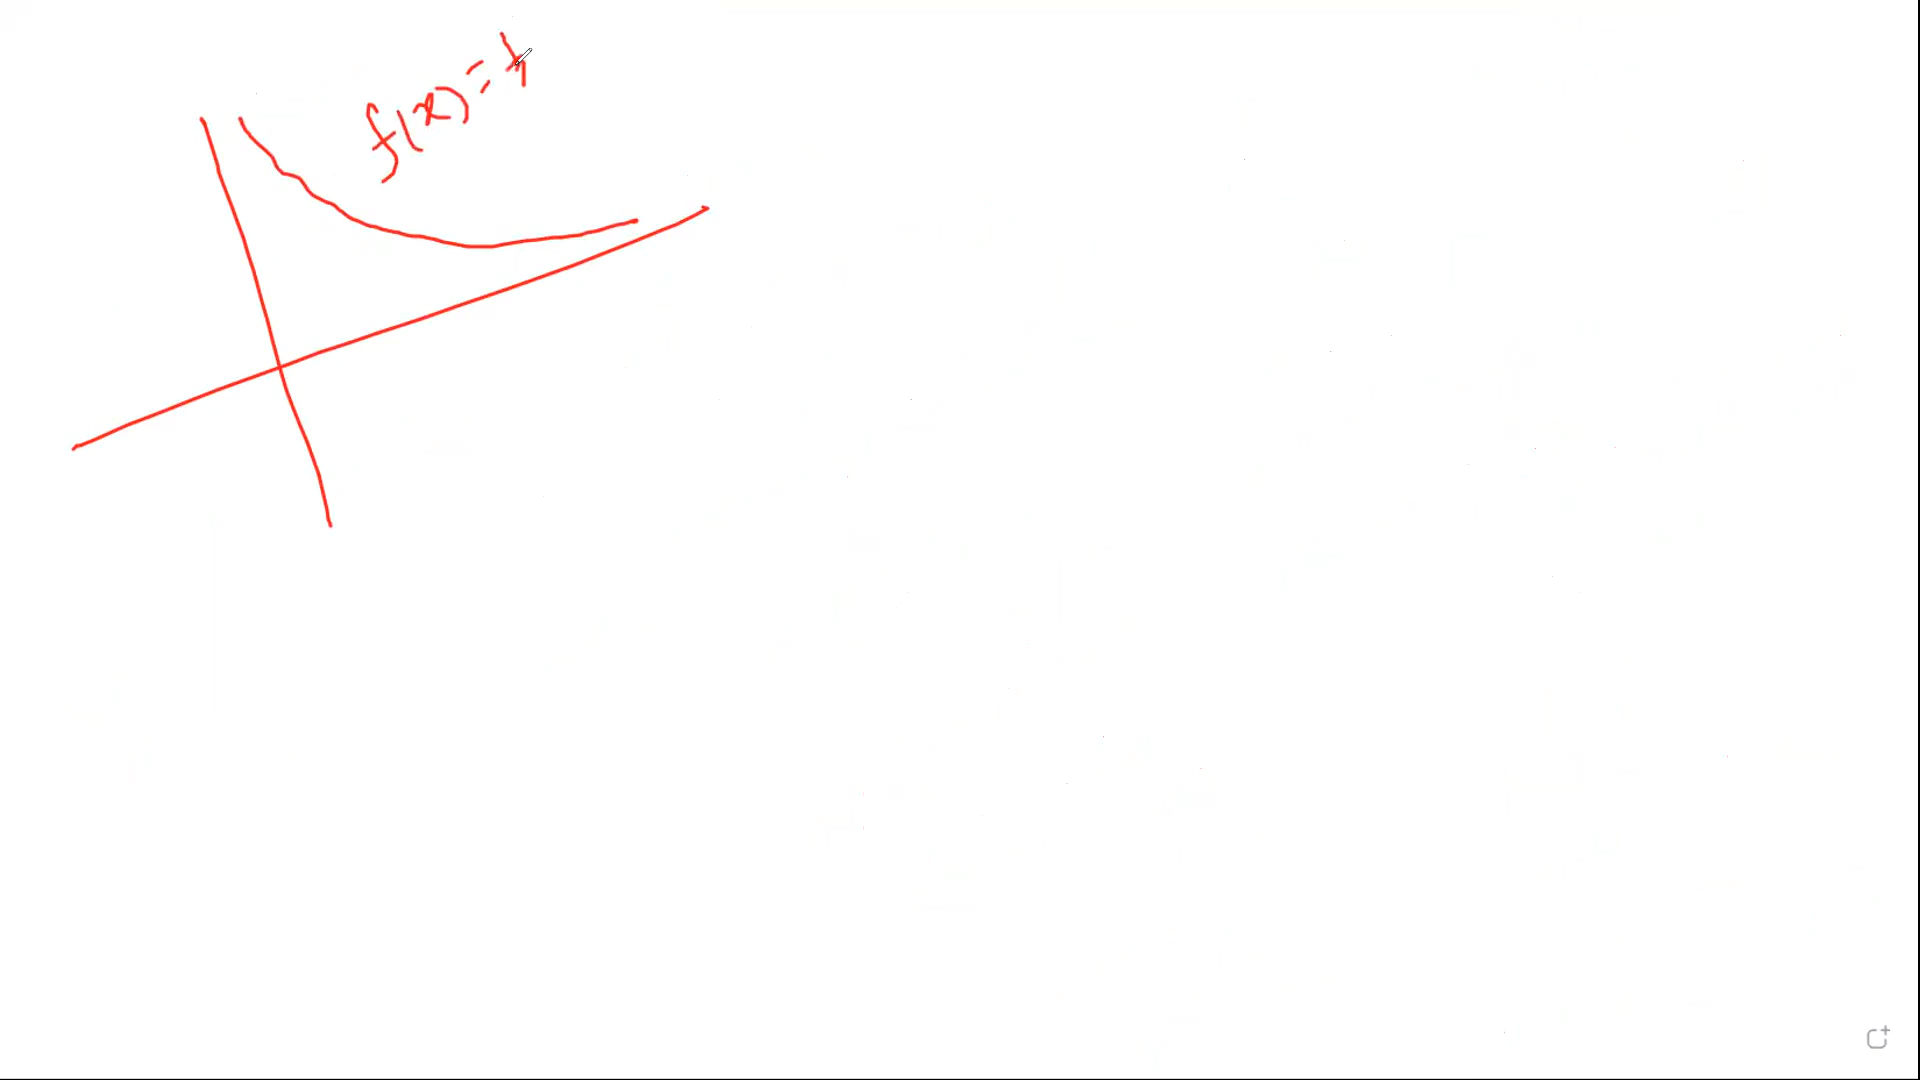 f(x) = 1/x